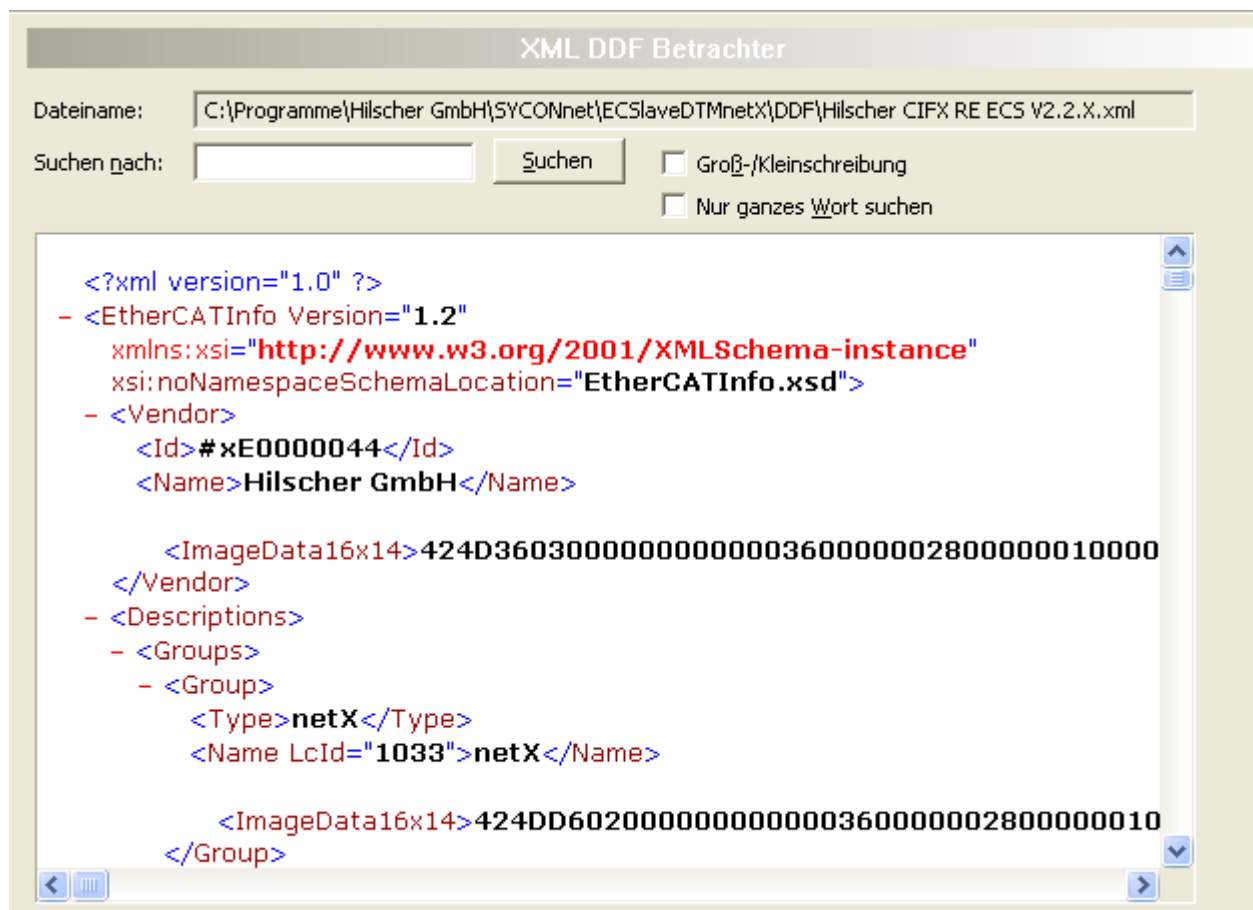 XML DDF Betrachter
Dateiname: C:\Programme\Hilscher GmbH\SYCONnet\ECSlaveDTMnetX\DDF\Hilscher CIFX RE ECS V2.2.X.xml
Suchen nach: Suchen Groß-/Kleinschreibung
Nur ganzes Wort suchen
<?xml version="1.0" ?>
– <EtherCATInfo Version="1.2"
xmlns:xsi="http://www.w3.org/2001/XMLSchema-instance"
xsi:noNamespaceSchemaLocation="EtherCATInfo.xsd">
– <Vendor>
<Id>#xE0000044</Id>
<Name>Hilscher GmbH</Name>
<ImageData16x14>424D36030000000000003600000028000000010000
</Vendor>
– <Descriptions>
– <Groups>
– <Group>
<Type>netX</Type>
<Name LcId="1033">netX</Name>
<ImageData16x14>424DD6020000000000003600000028000000010
</Group>